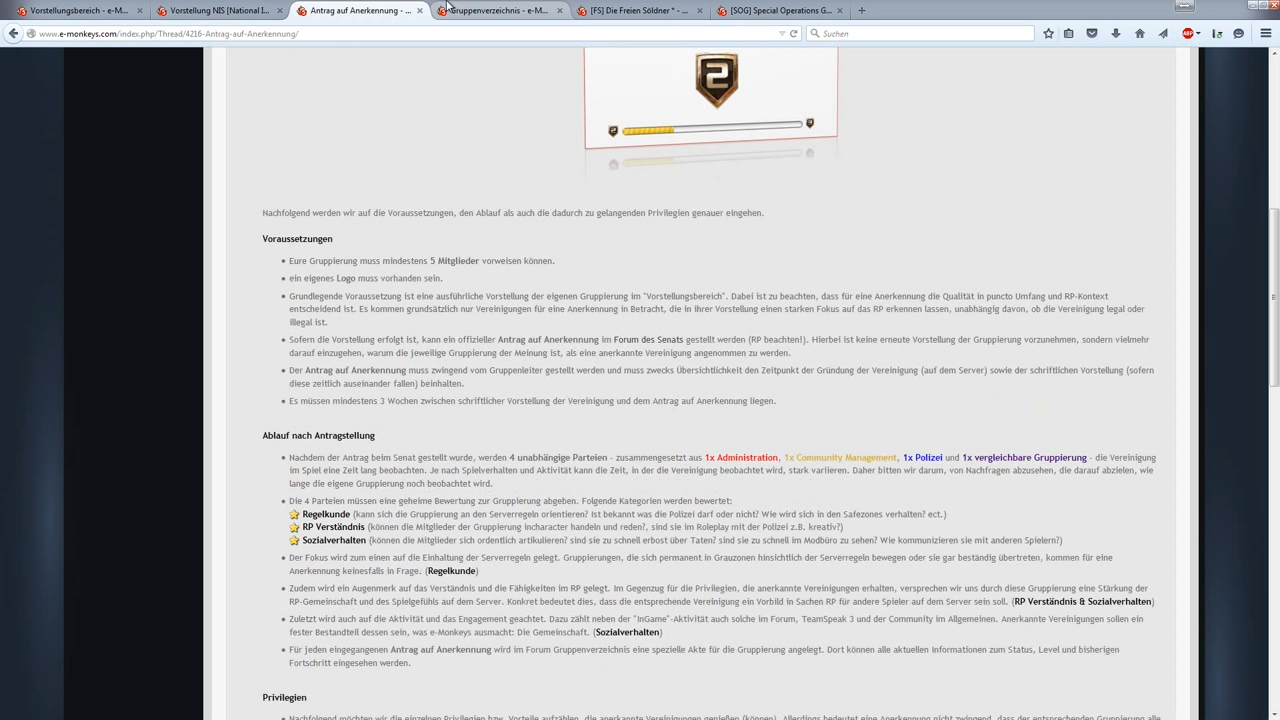 Vorstellungsbereich - e-M...
Vorstellung NIS [National I...
Antrag auf Anerkennung - ...
Gruppenverzeichnis - e-M...
[FS] Die Freien Söldner * - ...
[SOG] Special Operations G...
www.e-monkeys.com/index.php/Thread/4216-Antrag-auf-Anerkennung/
Suchen
ABP
2
Nachfolgend werden wir auf die Voraussetzungen, den Ablauf als auch die dadurch zu gelangenden Privilegien genauer eingehen.
Voraussetzungen
• Eure Gruppierung muss mindestens 5 Mitglieder vorweisen können.
• ein eigenes Logo muss vorhanden sein.
• Grundlegende Voraussetzung ist eine ausführliche Vorstellung der eigenen Gruppierung im "Vorstellungsbereich". Dabei ist zu beachten, dass für eine Anerkennung die Qualität in puncto Umfang und RP-Kontext
entscheidend ist. Es kommen grundsätzlich nur Vereinigungen für eine Anerkennung in Betracht, die in ihrer Vorstellung einen starken Fokus auf das RP erkennen lassen, unabhängig davon, ob die Vereinigung legal oder
illegal ist.
• Sofern die Vorstellung erfolgt ist, kann ein offizieller Antrag auf Anerkennung im Forum des Senats gestellt werden (RP beachten!). Hierbei ist keine erneute Vorstellung der Gruppierung vorzunehmen, sondern vielmehr
darauf einzugehen, warum die jeweilige Gruppierung der Meinung ist, als eine anerkannte Vereinigung angenommen zu werden.
• Der Antrag auf Anerkennung muss zwingend vom Gruppenleiter gestellt werden und muss zwecks Übersichtlichkeit den Zeitpunkt der Gründung der Vereinigung (auf dem Server) sowie der schriftlichen Vorstellung (sofern
diese zeitlich auseinander fallen) beinhalten.
• Es müssen mindestens 3 Wochen zwischen schriftlicher Vorstellung der Vereinigung und dem Antrag auf Anerkennung liegen.
Ablauf nach Antragstellung
• Nachdem der Antrag beim Senat gestellt wurde, werden 4 unabhängige Parteien - zusammengesetzt aus 1x Administration, 1x Community Management, 1x Polizei und 1x vergleichbare Gruppierung - die Vereinigung
im Spiel eine Zeit lang beobachten. Je nach Spielverhalten und Aktivität kann die Zeit, in der die Vereinigung beobachtet wird, stark variieren. Daher bitten wir darum, von Nachfragen abzusehen, die darauf abzielen, wie
lange die eigene Gruppierung noch beobachtet wird.
• Die 4 Parteien müssen eine geheime Bewertung zur Gruppierung abgeben. Folgende Kategorien werden bewertet:
Regelkunde (kann sich die Gruppierung an den Serverregeln orientieren? Ist bekannt was die Polizei darf oder nicht? Wie wird sich in den Safezones verhalten? ect.)
RP Verständnis (können die Mitglieder der Gruppierung incharacter handeln und reden?, sind sie im Roleplay mit der Polizei z.B. kreativ?)
Sozialverhalten (können die Mitglieder sich ordentlich artikulieren? sind sie zu schnell erbost über Taten? sind sie zu schnell im Modbüro zu sehen? Wie kommunizieren sie mit anderen Spielern?)
• Der Fokus wird zum einen auf die Einhaltung der Serverregeln gelegt. Gruppierungen, die sich permanent in Grauzonen hinsichtlich der Serverregeln bewegen oder sie gar beständig übertreten, kommen für eine
Anerkennung keinesfalls in Frage. (Regelkunde)
• Zudem wird ein Augenmerk auf das Verständnis und die Fähigkeiten im RP gelegt. Im Gegenzug für die Privilegien, die anerkannte Vereinigungen erhalten, versprechen wir uns durch diese Gruppierung eine Stärkung der
RP-Gemeinschaft und des Spielgefühls auf dem Server. Konkret bedeutet dies, dass die entsprechende Vereinigung ein Vorbild in Sachen RP für andere Spieler auf dem Server sein soll. (RP Verständnis & Sozialverhalten)
• Zuletzt wird auch auf die Aktivität und das Engagement geachtet. Dazu zählt neben der "InGame"-Aktivität auch solche im Forum, TeamSpeak 3 und der Community im Allgemeinen. Anerkannte Vereinigungen sollen ein
fester Bestandteil dessen sein, was e-Monkeys ausmacht: Die Gemeinschaft. (Sozialverhalten)
• Für jeden eingegangenen Antrag auf Anerkennung wird im Forum Gruppenverzeichnis eine spezielle Akte für die Gruppierung angelegt. Dort können alle aktuellen Informationen zum Status, Level und bisherigen
Fortschritt eingesehen werden.
Privilegien
• Nachfolgend möchten wir die einzelnen Privilegien bzw. Vorteile aufzählen, die anerkannte Vereinigungen genießen (können). Allerdings bedeutet eine Anerkennung nicht zwingend, dass der entsprechenden Gruppierung alle